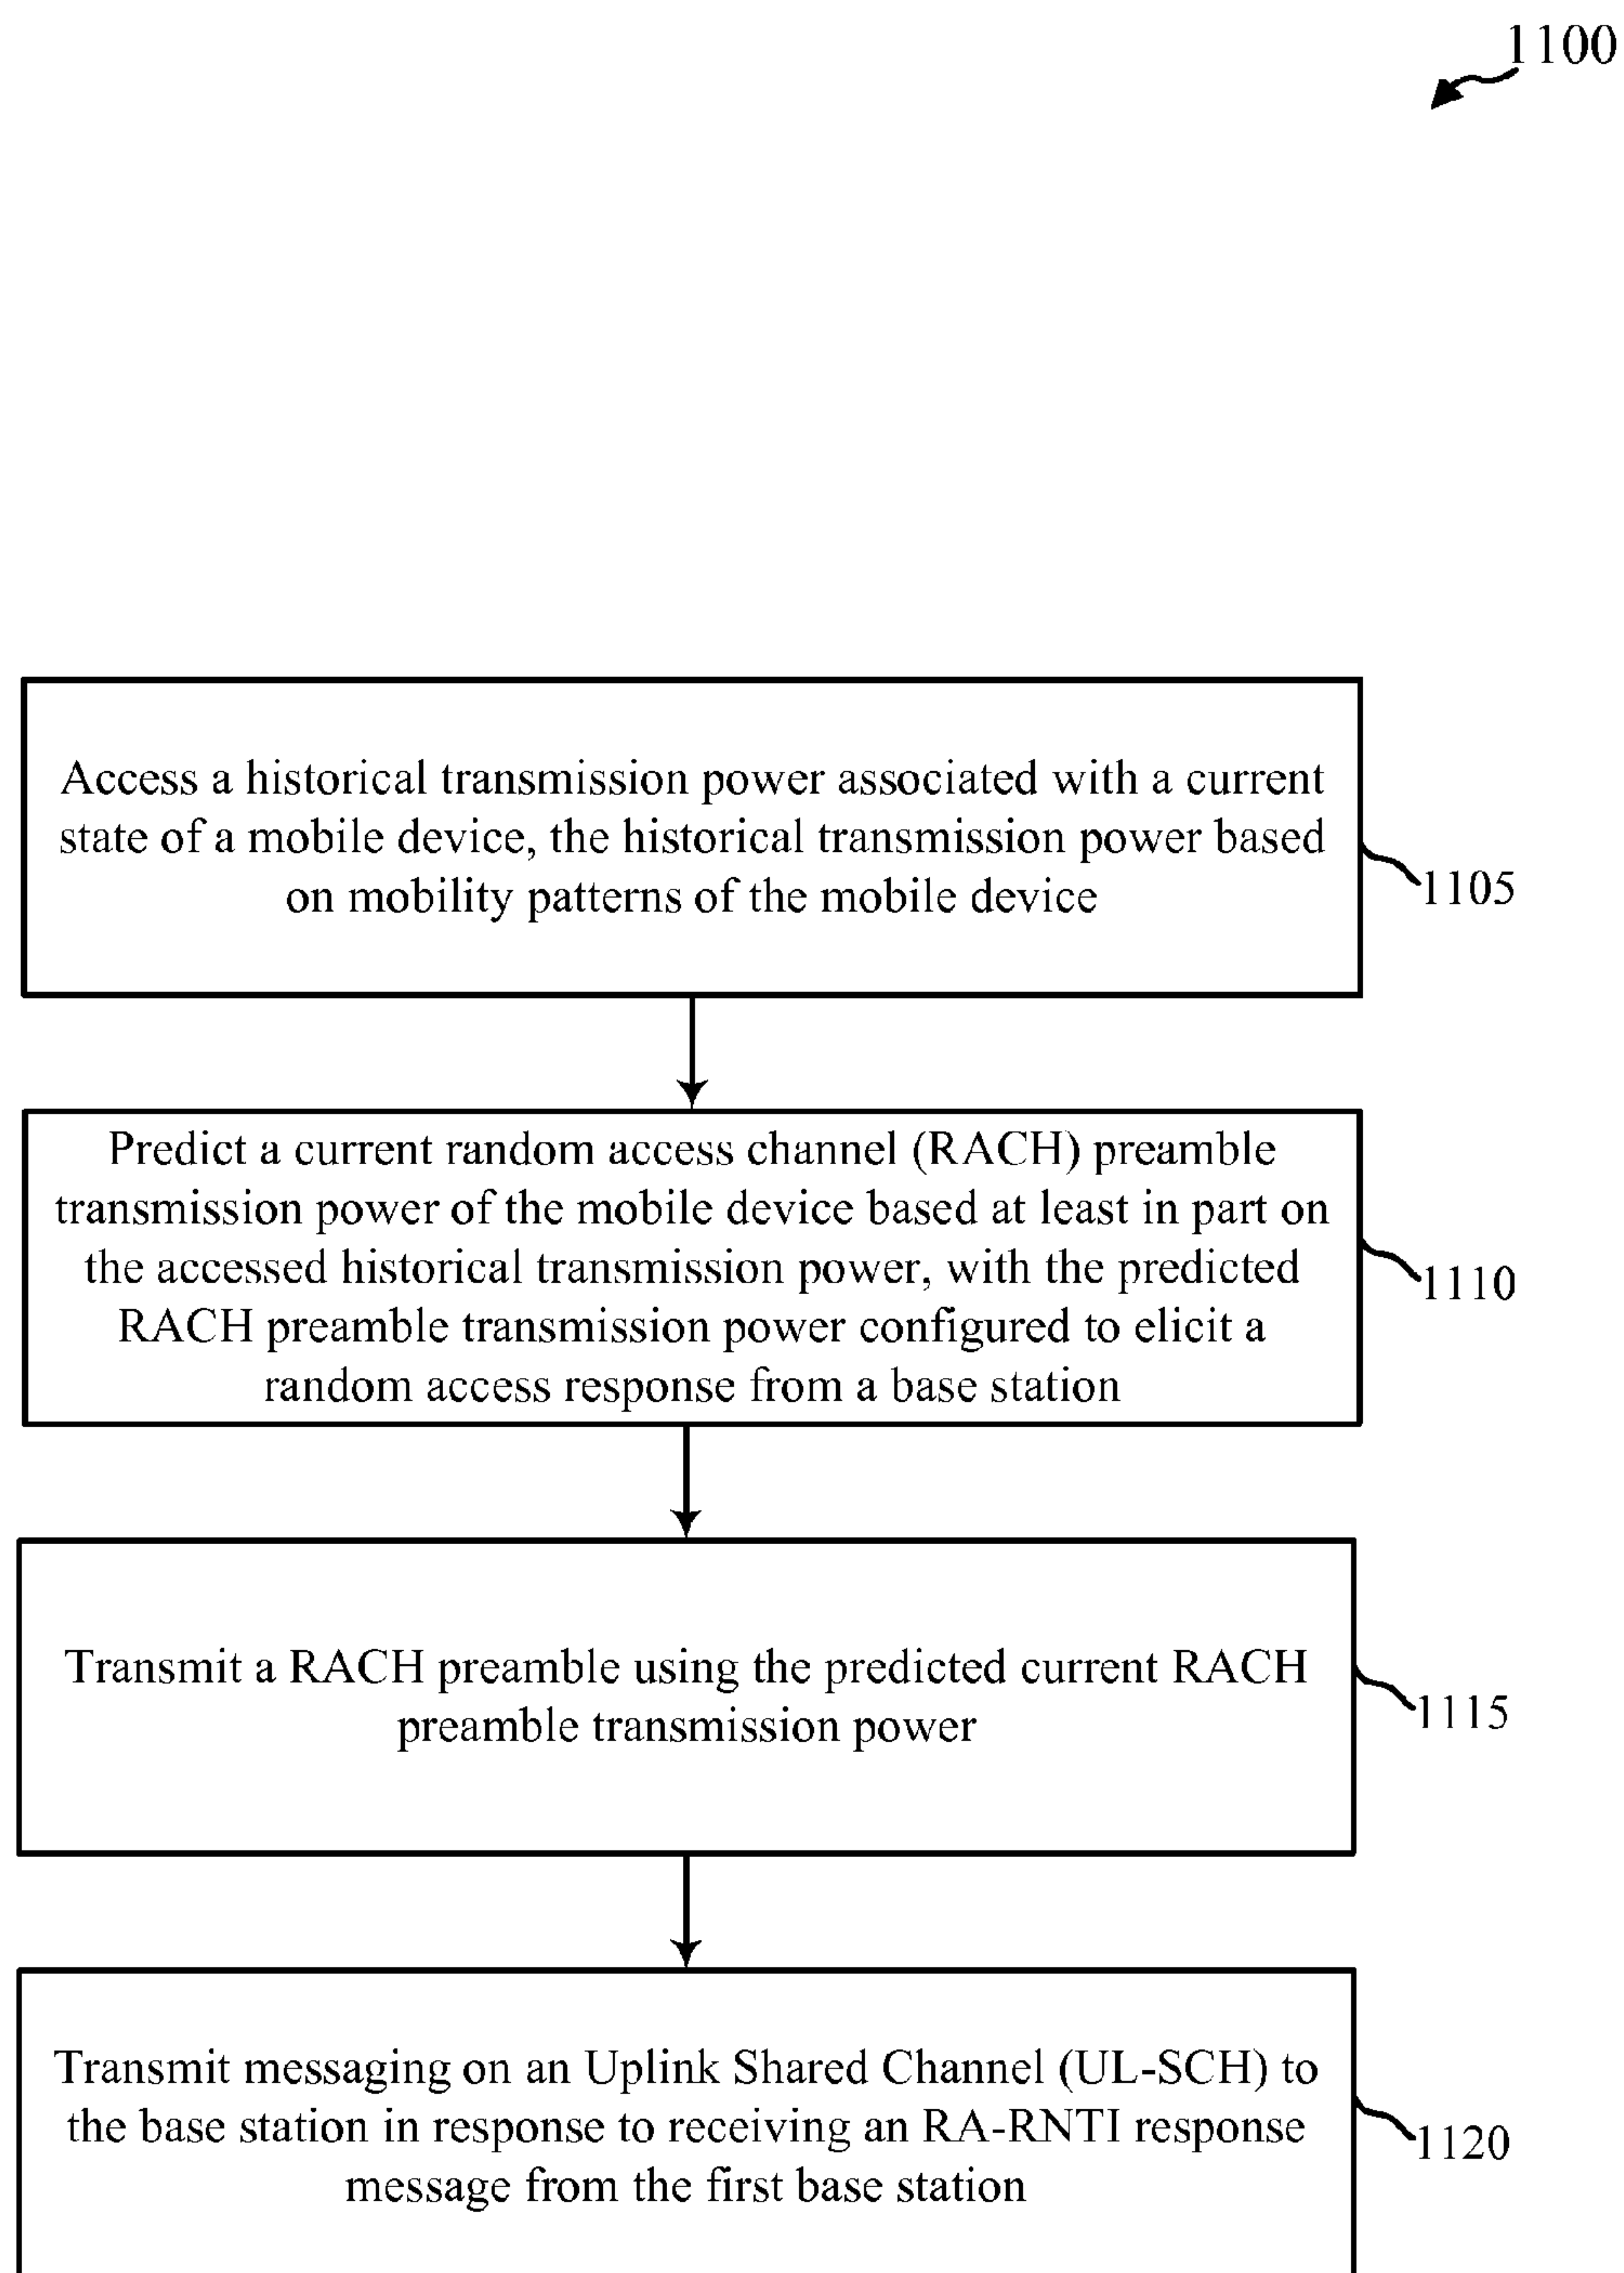 1100
Access a historical transmission power associated with a current
state of a mobile device, the historical transmission power based
on mobility patterns of the mobile device
1105
Predict a current random access channel (RACH) preamble
transmission power of the mobile device based at least in part on
the accessed historical transmission power, with the predicted
RACH preamble transmission power configured to elicit a
random access response from a base station
1110
Transmit a RACH preamble using the predicted current RACH
preamble transmission power
1115
Transmit messaging on an Uplink Shared Channel (UL-SCH) to
the base station in response to receiving an RA-RNTI response
message from the first base station
1120